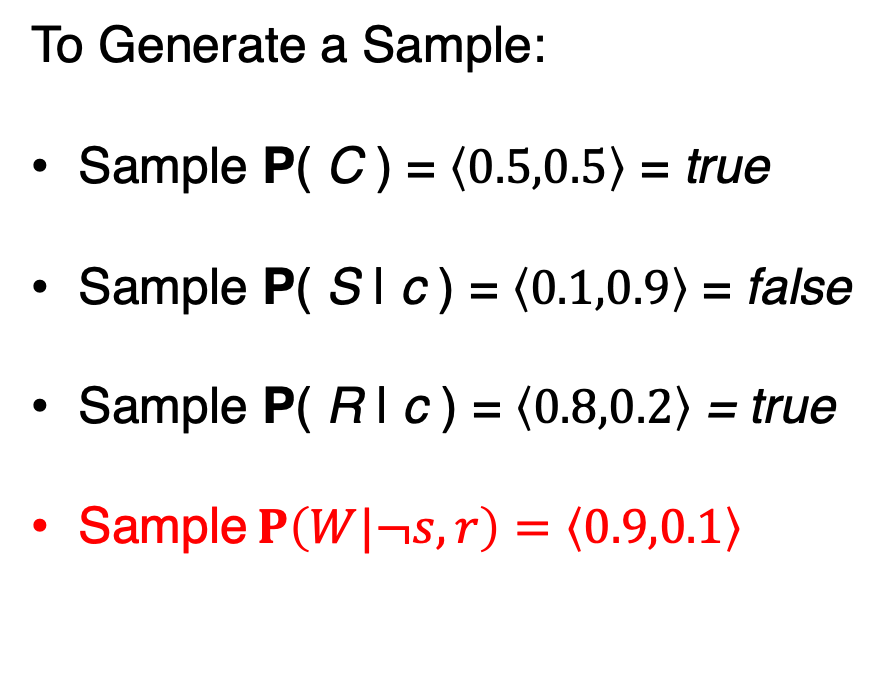 To Generate a Sample:
• Sample P( C ) = ⟨0.5,0.5⟩ = true
• Sample P( S | c ) = ⟨0.1,0.9⟩ = false
• Sample P( R | c ) = ⟨0.8,0.2⟩ = true
• Sample P(W|¬s, r) = ⟨0.9,0.1⟩